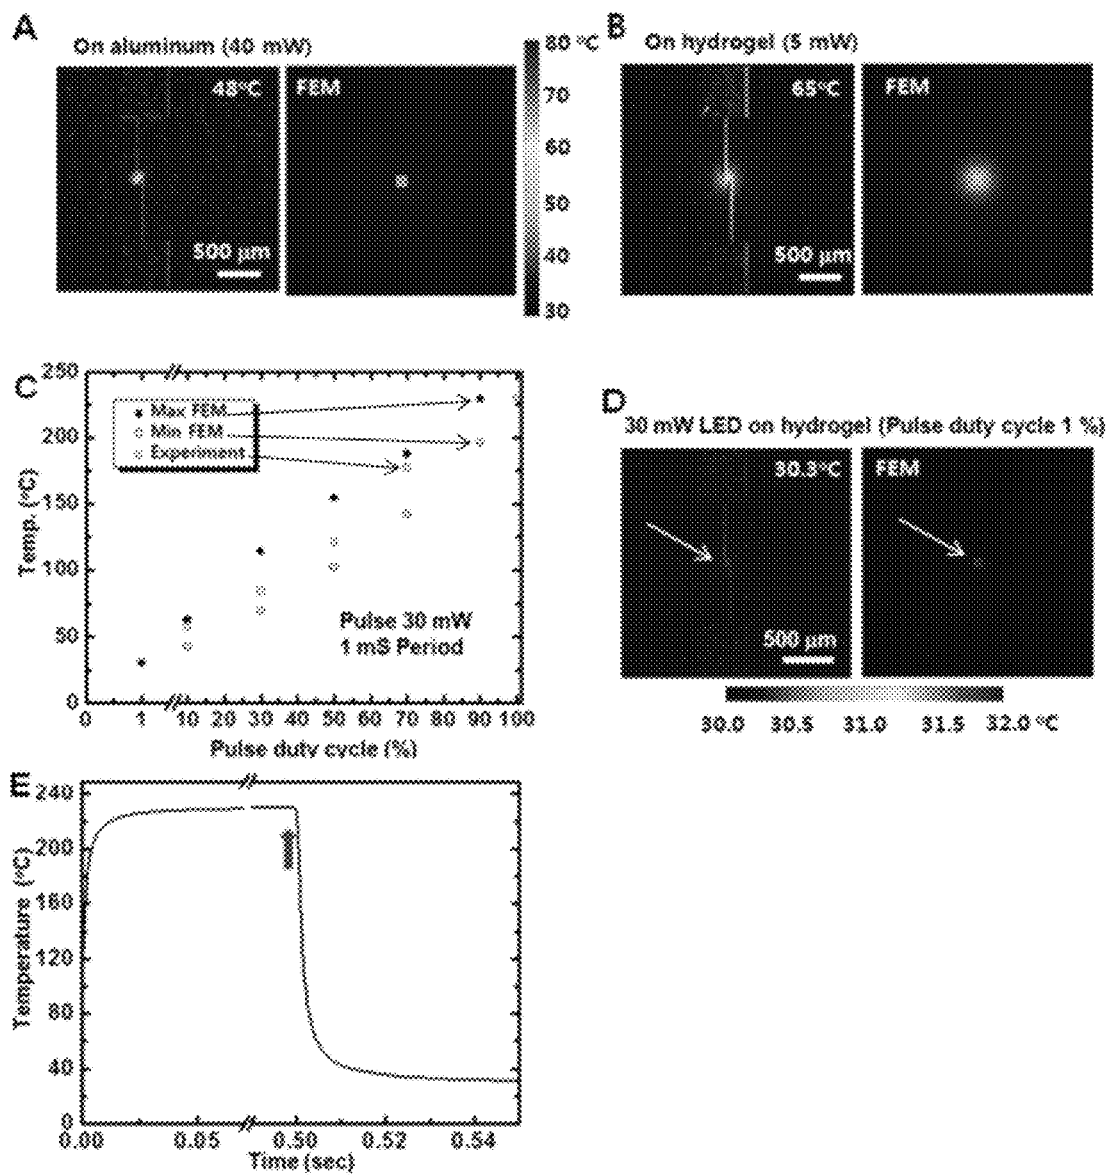 A
On aluminum (40 mW)
48°C
FEM
500 µm
80 °C
70
60
50
40
30
B
On hydrogel (5 mW)
65°C
FEM
500 µm
C
250
200
150
100
50
0
Temp. (°C)
Max FEM
Min FEM
Experiment
Pulse 30 mW
1 mS Period
0 1 10 20 30 40 50 60 70 80 90 100
Pulse duty cycle (%)
D
30 mW LED on hydrogel (Pulse duty cycle 1 %)
30.3°C
FEM
500 µm
30.0 30.5 31.0 31.5 32.0 °C
E
240
200
160
120
80
40
0
Temperature (°C)
0.00 0.05 0.50 0.52 0.54
Time (sec)